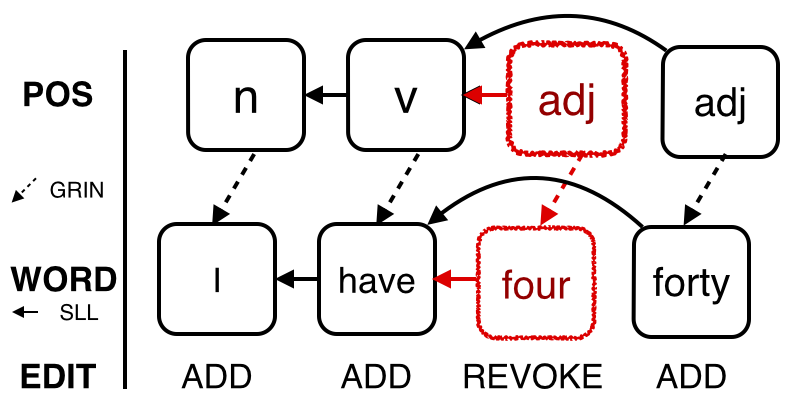 POS n v adj adj
GRIN
WORD I have four forty
SLL
EDIT ADD ADD REVOKE ADD